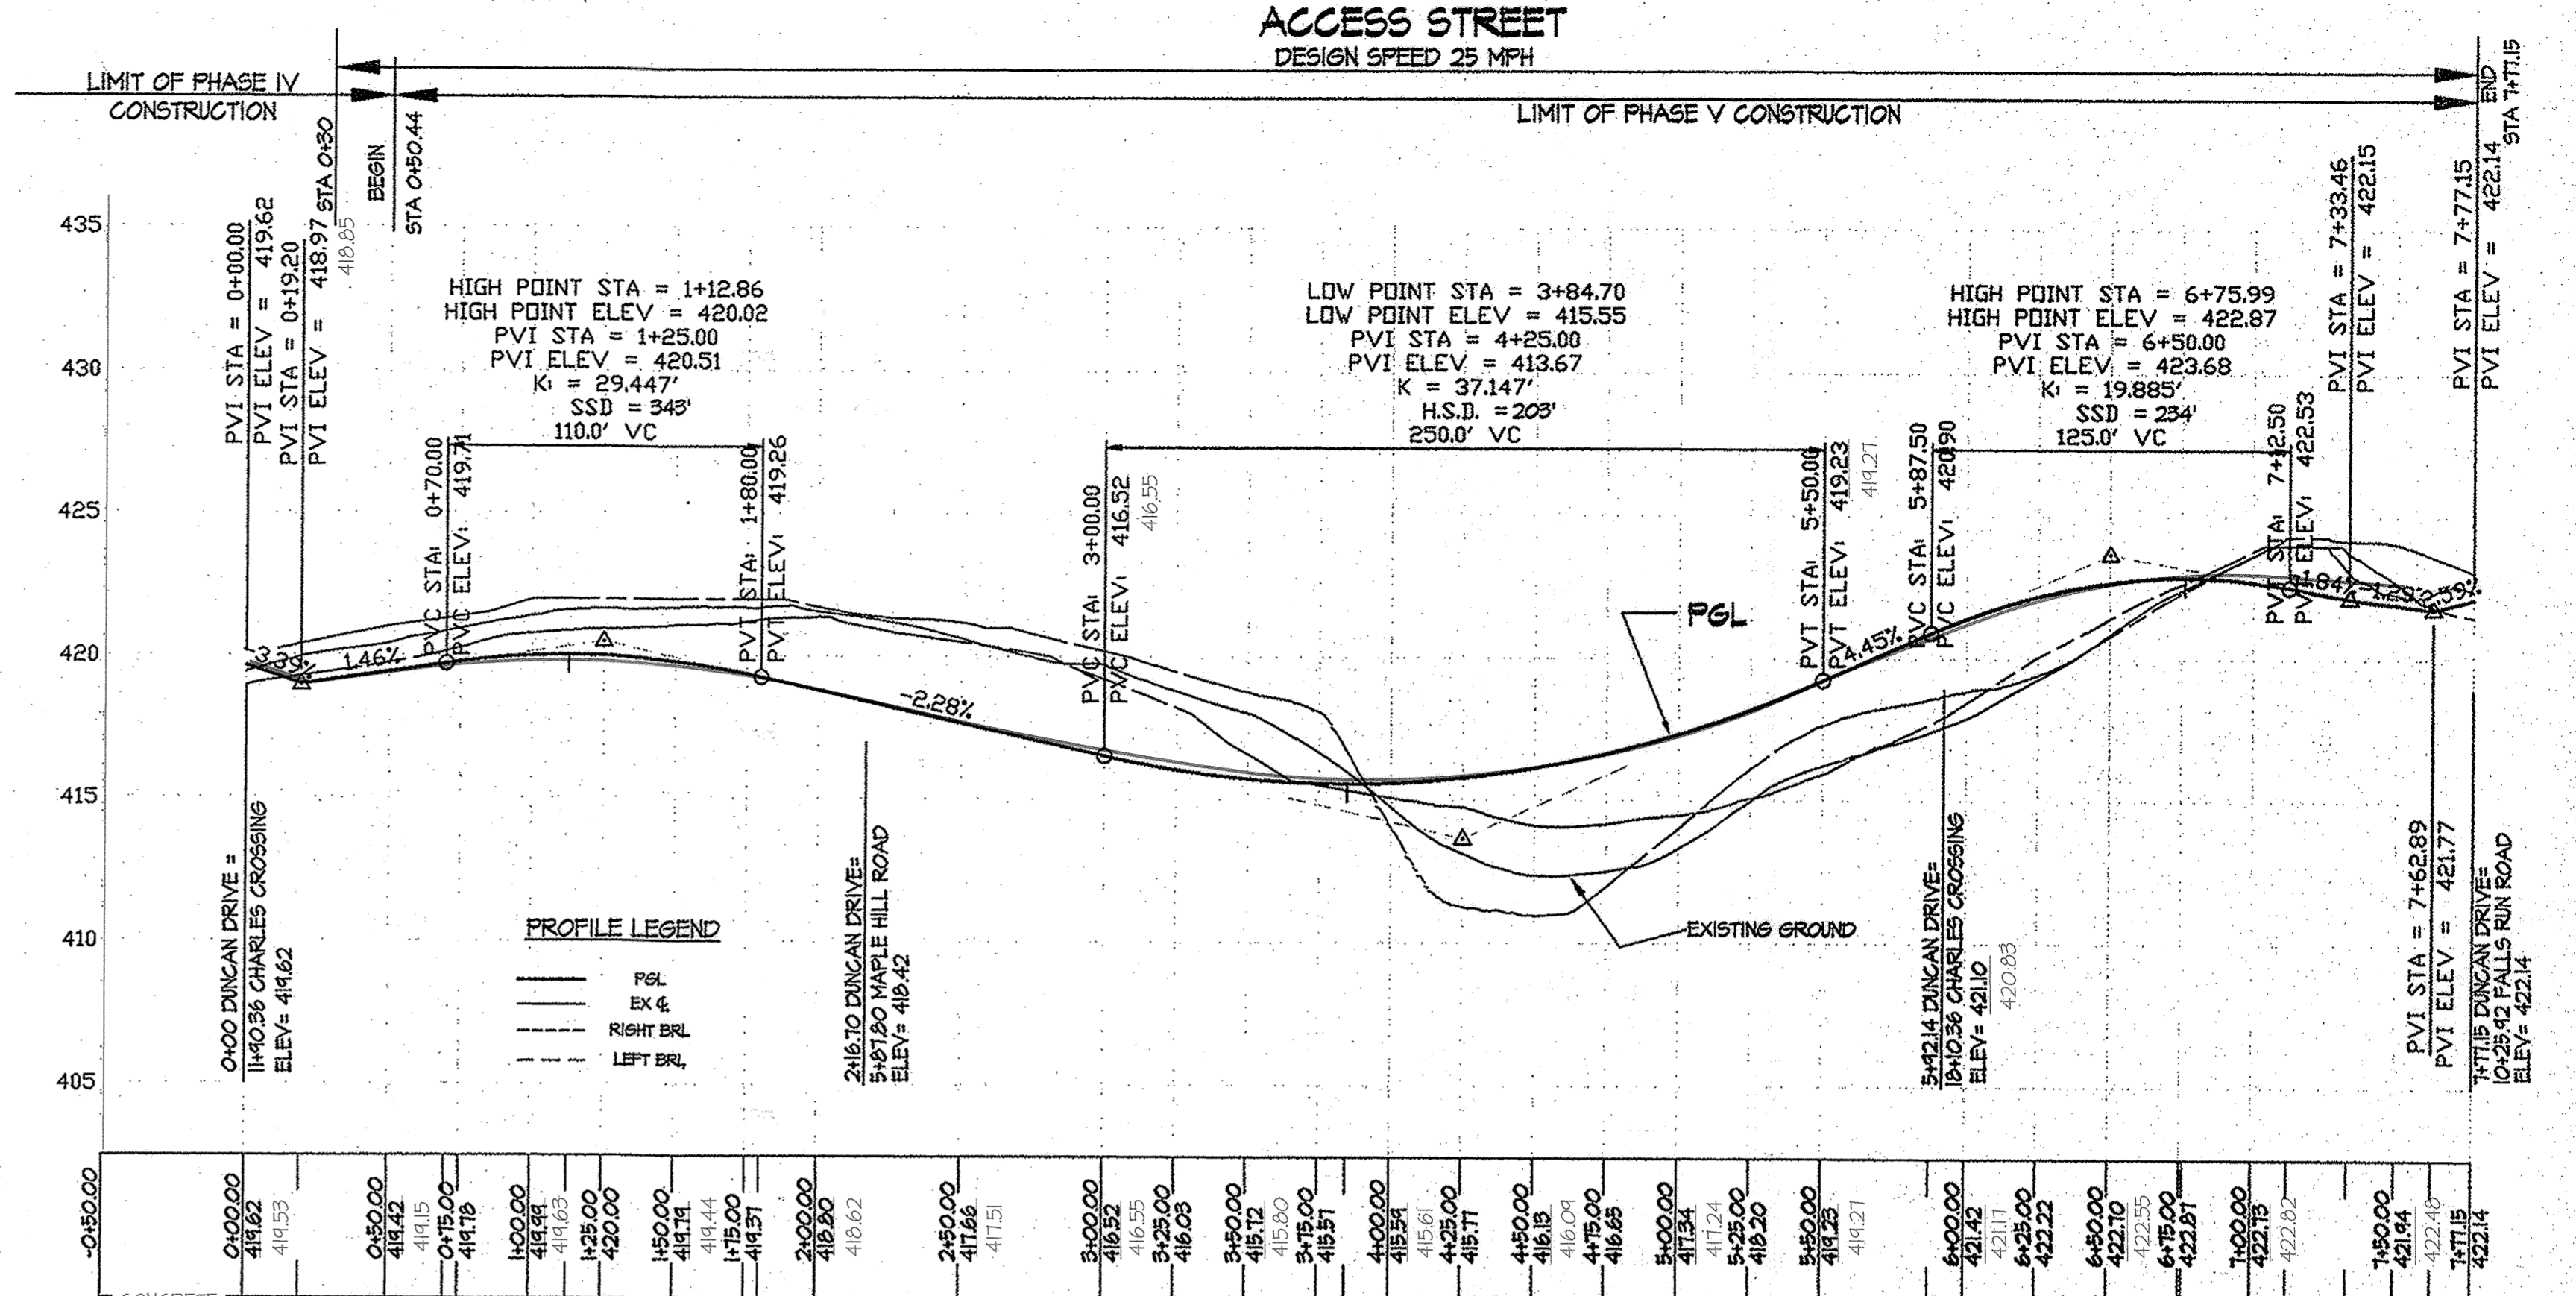 ACCESS STREET
DESIGN SPEED 25 MPH
LIMIT OF PHASE IV
CONSTRUCTION
LIMIT OF PHASE V CONSTRUCTION
STA 0+30
418.85
BEGIN
STA 0+50.44
END
STA 7+77.15
PVI STA = 0+00.00
PVI ELEV = 419.62
PVI STA = 0+19.20
PVI ELEV = 418.97
HIGH POINT STA = 1+12.86
HIGH POINT ELEV = 420.02
PVI STA = 1+25.00
PVI ELEV = 420.51
K: = 29.447'
SSD = 343'
110.0' VC
PVC STA: 0+70.00
PVC ELEV: 419.71
PVT STA: 1+80.00
PVT ELEV: 419.26
LOW POINT STA = 3+84.70
LOW POINT ELEV = 415.55
PVI STA = 4+25.00
PVI ELEV = 413.67
K = 37.147'
H.S.D. = 203'
250.0' VC
PVC STA: 3+00.00
PVC ELEV: 416.52
416.55
PVT STA: 5+50.00
PVT ELEV: 419.23
419.27
HIGH POINT STA = 6+75.99
HIGH POINT ELEV = 422.87
PVI STA = 6+50.00
PVI ELEV = 423.68
K: = 19.885'
SSD = 234'
125.0' VC
PVC STA: 5+87.50
PVC ELEV: 420.90
PVT STA: 7+12.50
PVT ELEV: 422.53
PVI STA = 7+33.46
PVI ELEV = 422.15
PVI STA = 7+77.15
PVI ELEV = 422.14
PVI STA = 7+62.89
PVI ELEV = 421.77
435
430
425
420
415
410
405
3.39%
1.46%
-2.28%
4.45%
PGL
EXISTING GROUND
0+00 DUNCAN DRIVE =
11+90.36 CHARLES CROSSING
ELEV= 419.62
PROFILE LEGEND
PGL
EX ℄
RIGHT BRL
LEFT BRL
2+16.70 DUNCAN DRIVE=
5+87.80 MAPLE HILL ROAD
ELEV= 418.42
5+92.14 DUNCAN DRIVE=
18+10.36 CHARLES CROSSING
ELEV= 421.10
420.83
7+77.15 DUNCAN DRIVE=
10+25.92 FALLS RUN ROAD
ELEV= 422.14
-0+50.00
0+00.00
419.62
419.53
0+50.00
419.42
419.15
0+75.00
419.78
1+00.00
419.99
419.63
1+25.00
420.00
1+50.00
419.79
419.44
1+75.00
419.37
2+00.00
418.80
418.62
2+50.00
417.66
417.51
3+00.00
416.52
416.55
3+25.00
416.03
3+50.00
415.72
415.80
3+75.00
415.57
4+00.00
415.59
415.61
4+25.00
415.77
4+50.00
416.13
416.09
4+75.00
416.65
5+00.00
417.34
417.24
5+25.00
418.20
5+50.00
419.23
419.27
6+00.00
421.42
421.17
6+25.00
422.22
6+50.00
422.70
422.55
6+75.00
422.87
7+00.00
422.73
422.82
7+50.00
421.94
422.48
7+77.15
422.14